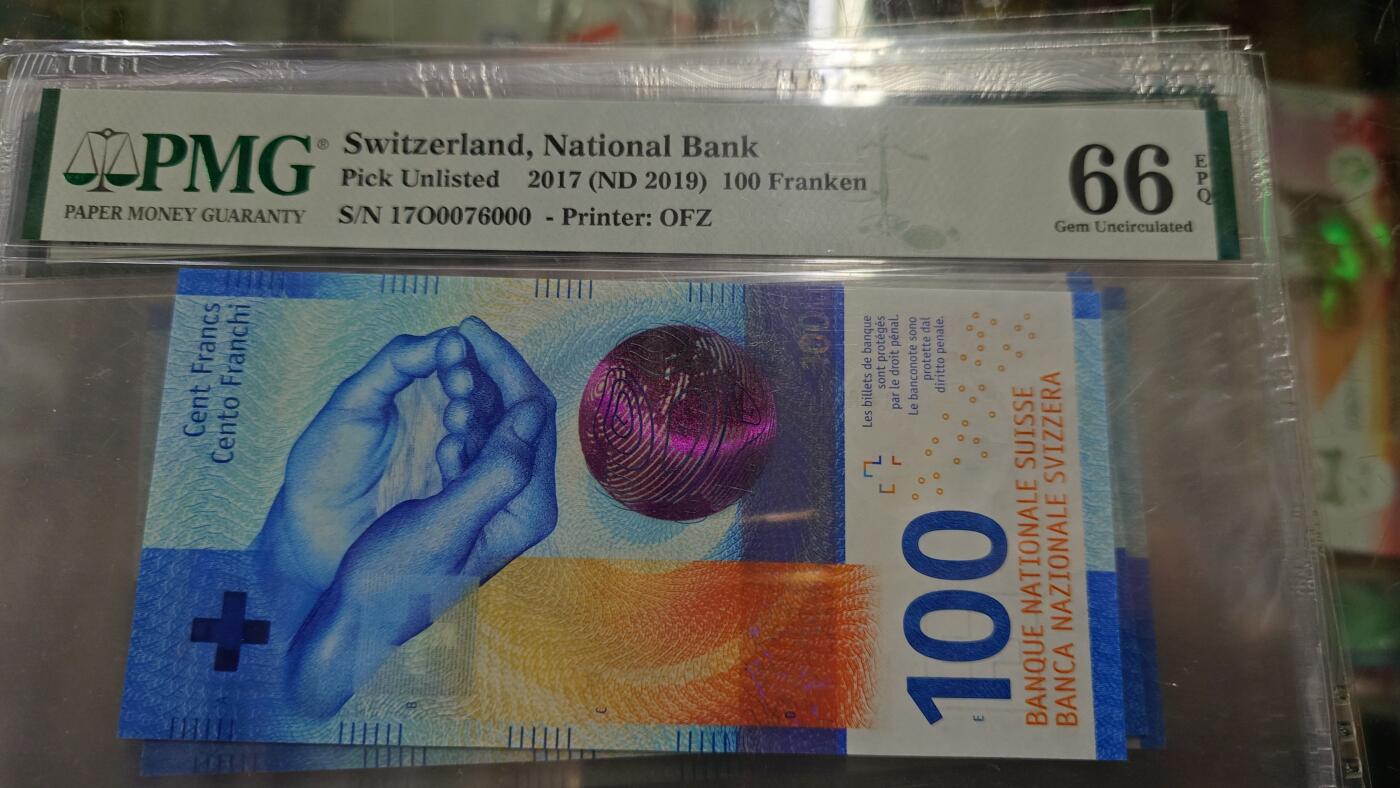 PMG®
PAPER MONEY GUARANTY
Switzerland, National Bank
Pick Unlisted 2017 (ND 2019) 100 Franken
S/N 17O0076000 - Printer: OFZ
66
EPQ
Gem Uncirculated
Cent Francs
Cento Franchi
100
Les billets de banque
sont protégés
par le droit pénal.
Le banconote sono
protette dal
diritto penale.
100
BANQUE NATIONALE SUISSE
BANCA NAZIONALE SVIZZERA
B
C
D
E